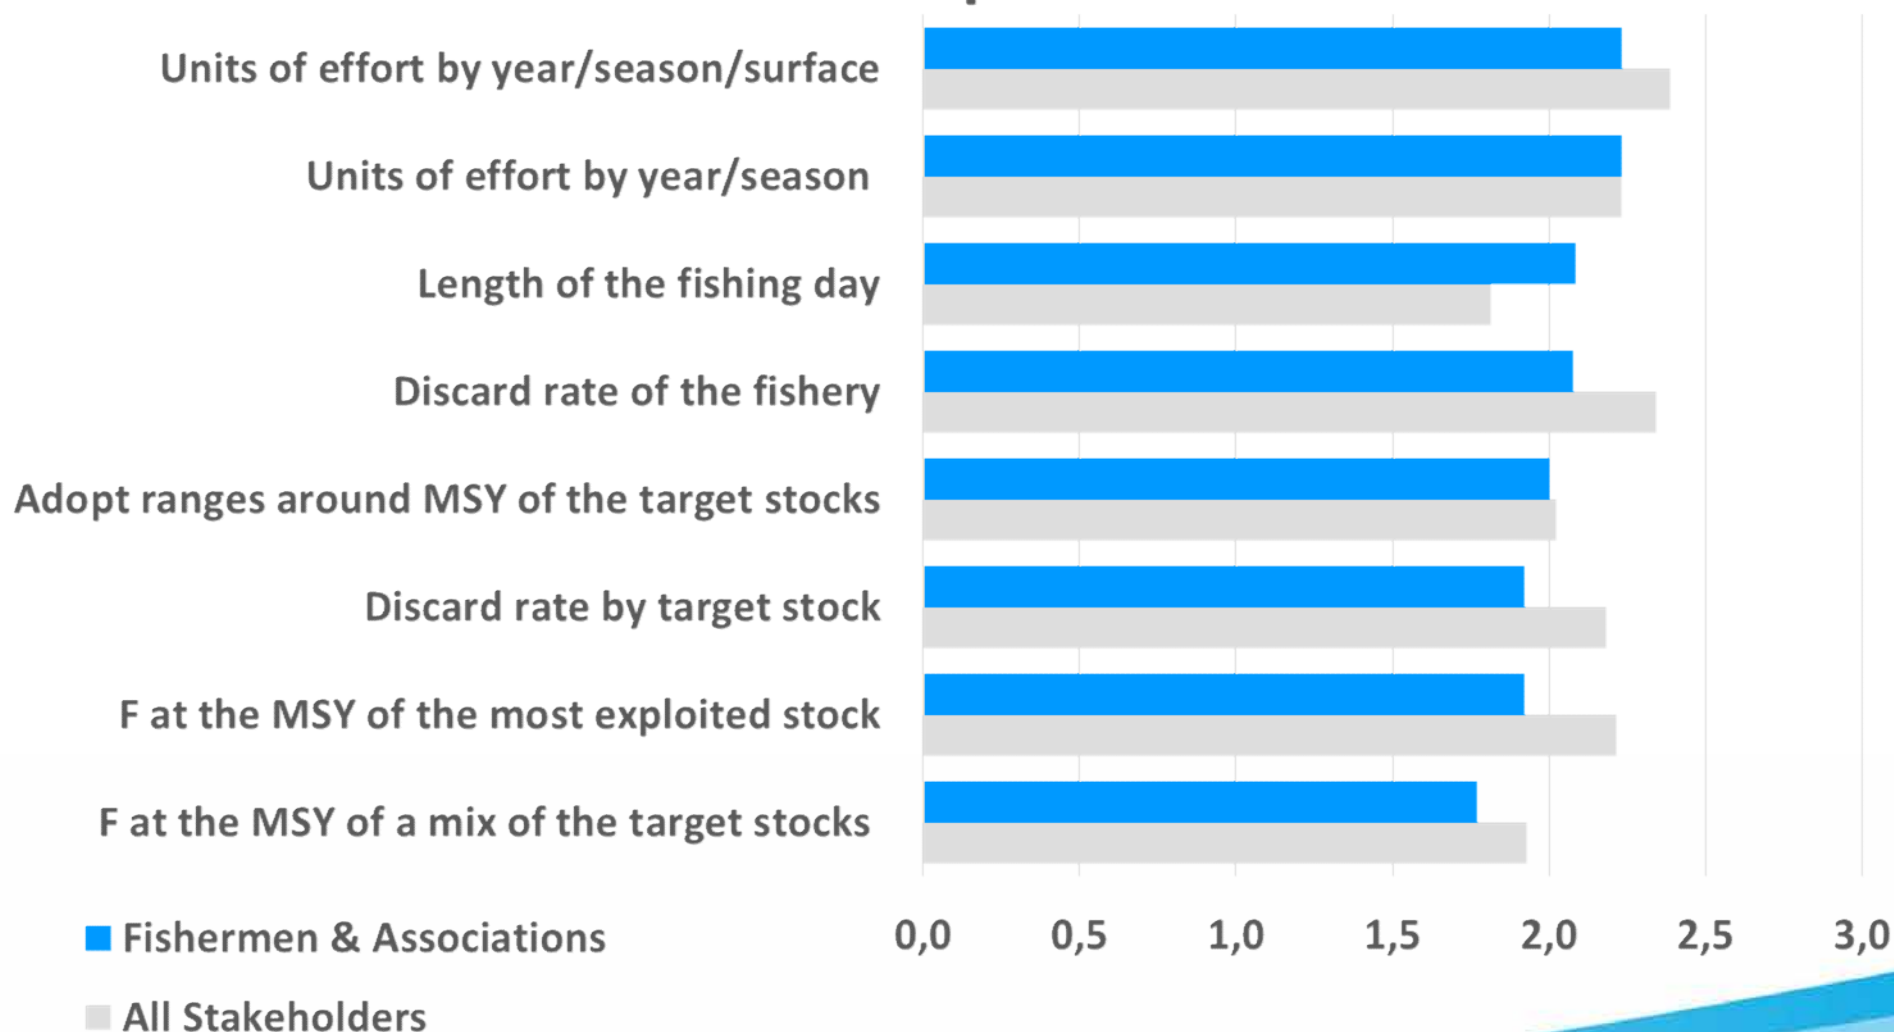 Units of effort by year/season/surface
Units of effort by year/season
Length of the fishing day
Discard rate of the fishery
Adopt ranges around MSY of the target stocks
Discard rate by target stock
F at the MSY of the most exploited stock
F at the MSY of a mix of the target stocks
0,0 0,5 1,0 1,5 2,0 2,5 3,0
Fishermen & Associations
All Stakeholders